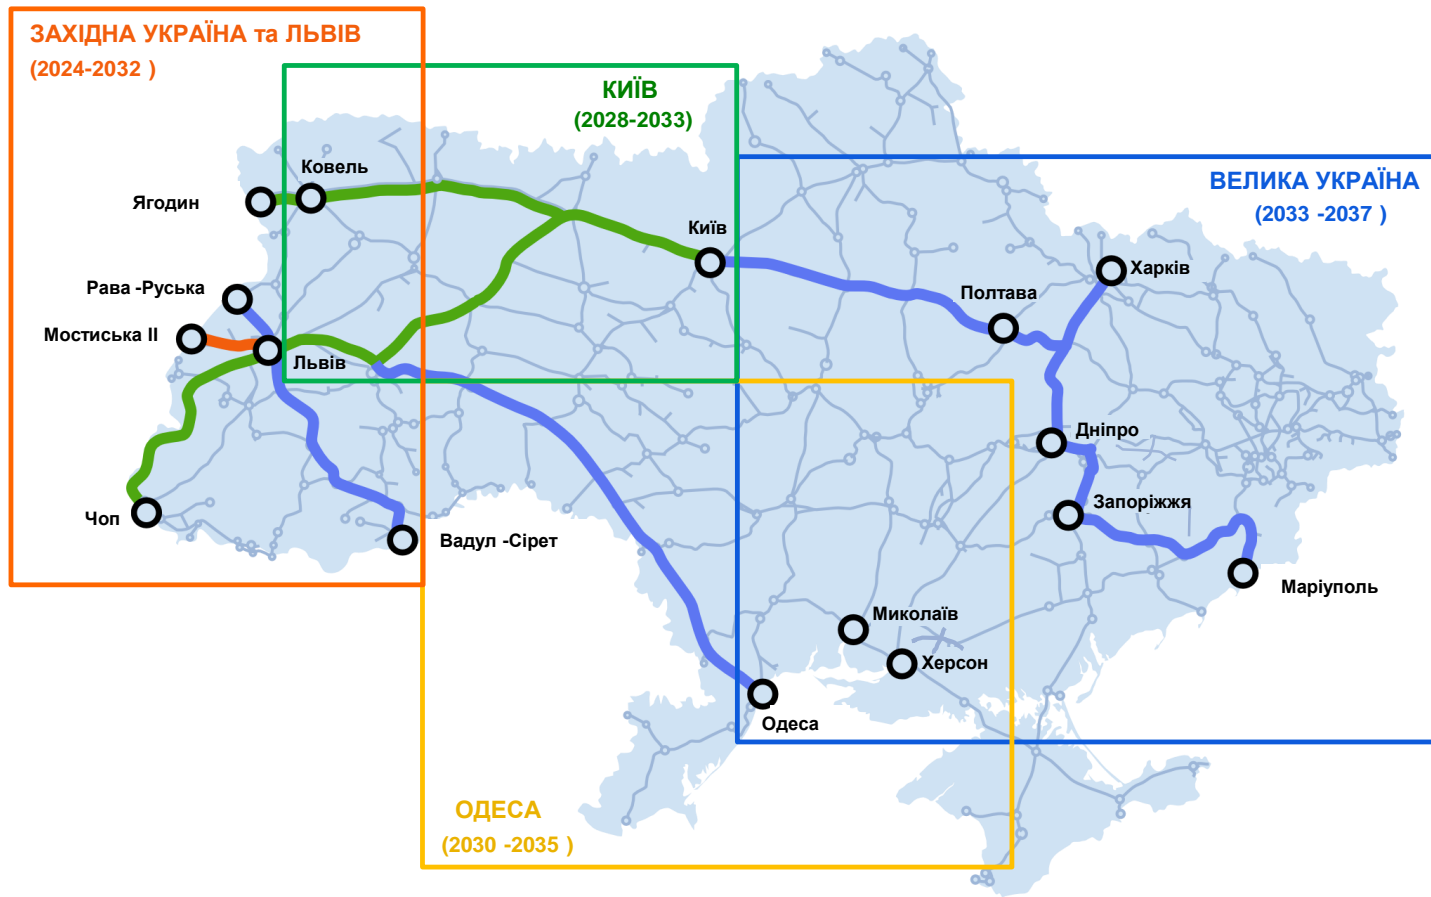 ЗАХІДНА УКРАЇНА та ЛЬВІВ
(2024-2032 )
КИЇВ
(2028-2033)
ВЕЛИКА УКРАЇНА
(2033 -2037 )
Ковель
Ягодин
Київ
Харків
Рава -Руська
Полтава
Мостиська II
Львів
Дніпро
Запоріжжя
Чоп
Вадул -Сірет
Маріуполь
Миколаїв
Херсон
Одеса
ОДЕСА
(2030 -2035 )